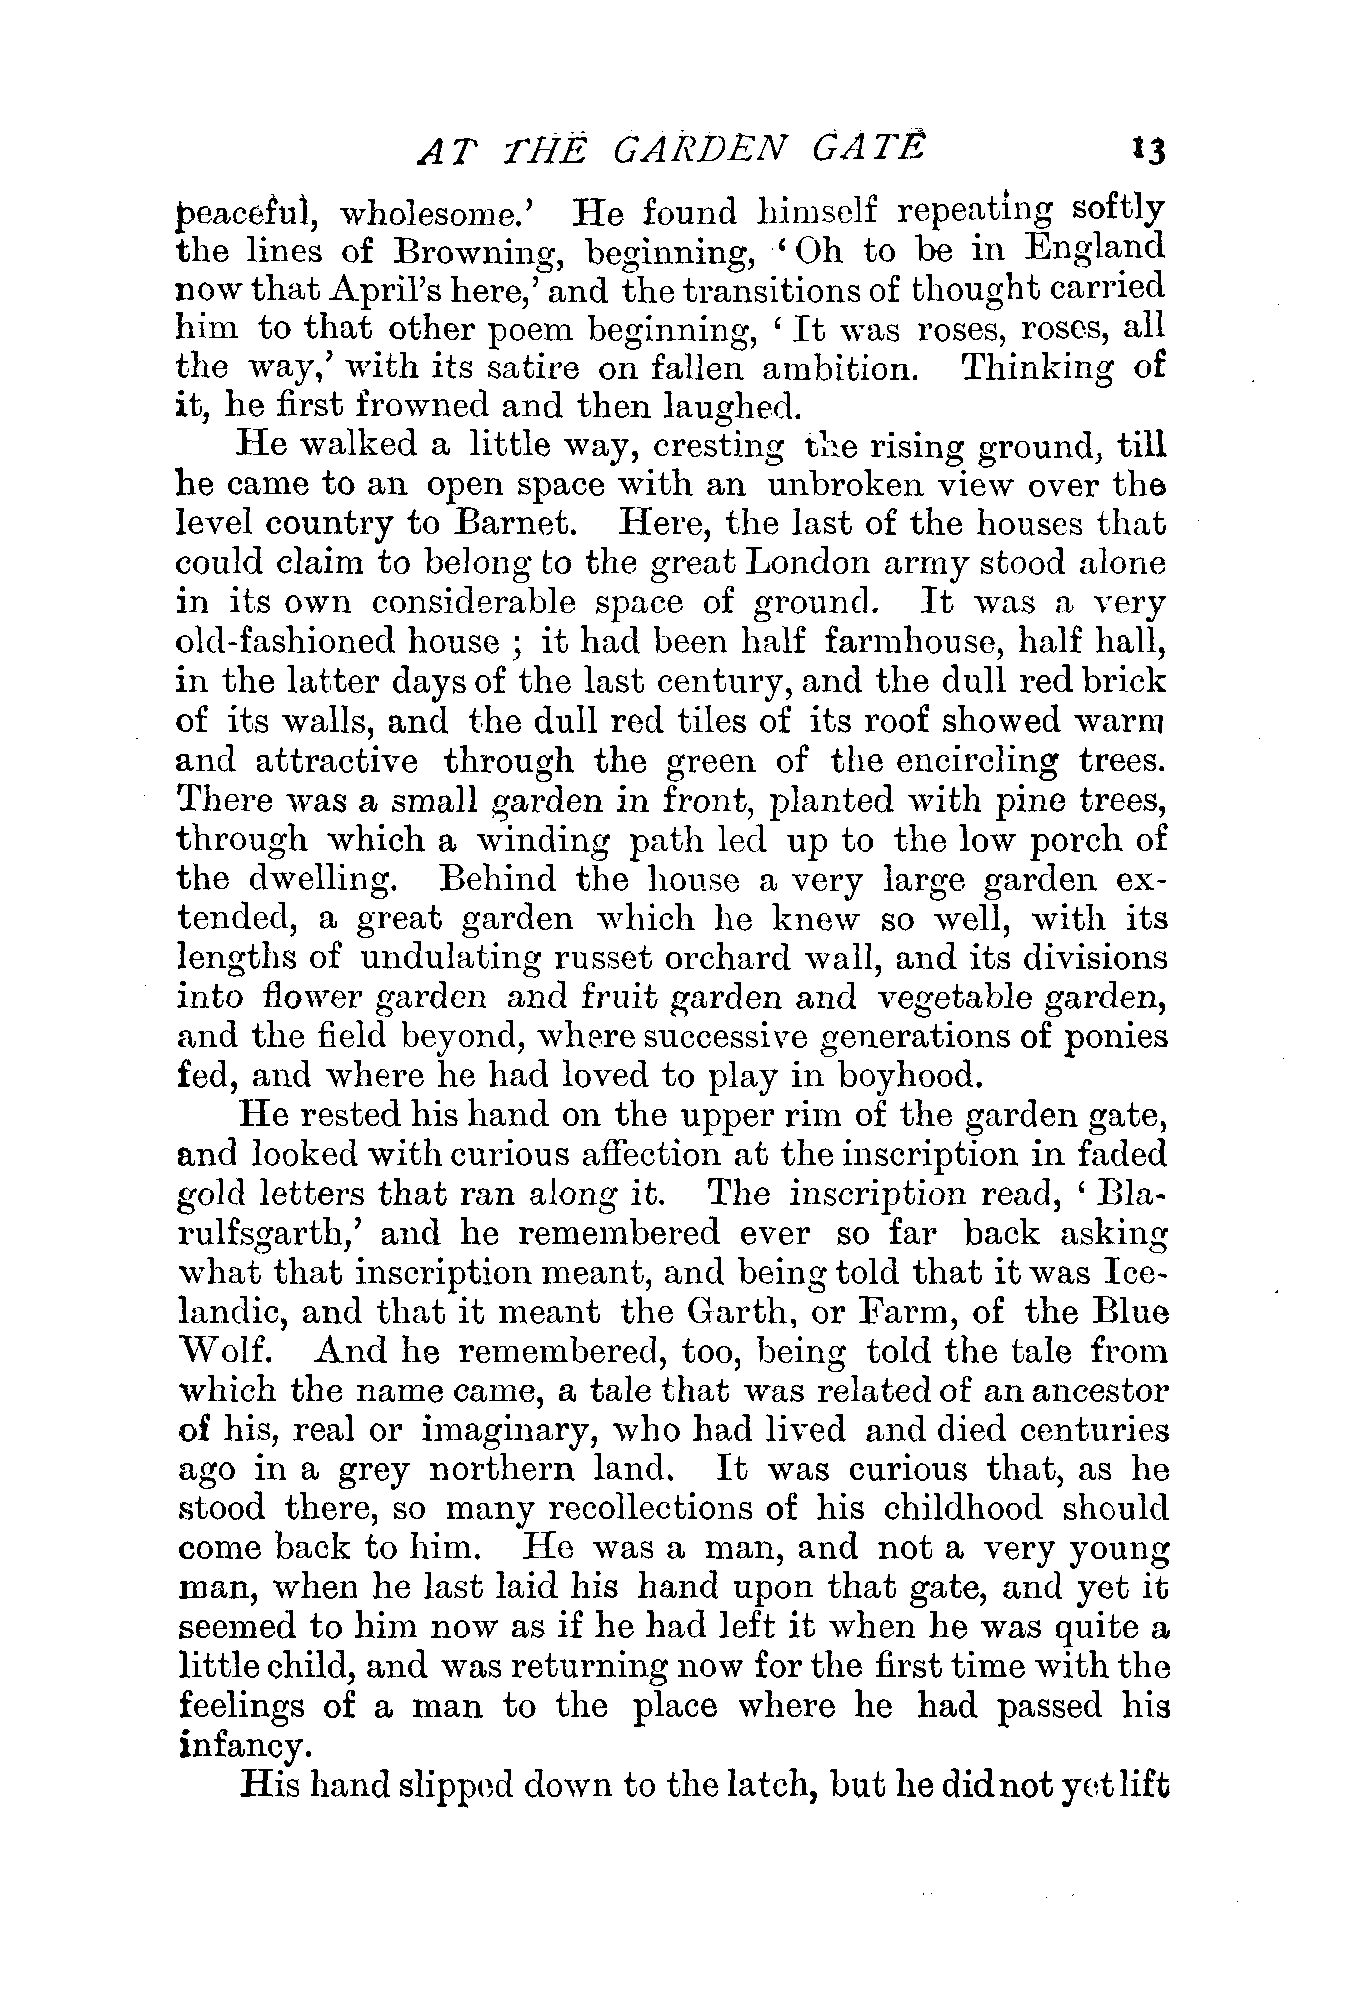 AT THE GARDEN GATE 13
peaceful, wholesome.’ He found himself repeating softly
the lines of Browning, beginning, ‘Oh to be in England
now that April’s here,’ and the transitions of thought carried
him to that other poem beginning, ‘It was roses, roses, all
the way,’ with its satire on fallen ambition. Thinking of
it, he first frowned and then laughed.
He walked a little way, cresting the rising ground, till
he came to an open space with an unbroken view over the
level country to Barnet. Here, the last of the houses that
could claim to belong to the great London army stood alone
in its own considerable space of ground. It was a very
old-fashioned house ; it had been half farmhouse, half hall,
in the latter days of the last century, and the dull red brick
of its walls, and the dull red tiles of its roof showed warm
and attractive through the green of the encircling trees.
There was a small garden in front, planted with pine trees,
through which a winding path led up to the low porch of
the dwelling. Behind the house a very large garden ex-
tended, a great garden which he knew so well, with its
lengths of undulating russet orchard wall, and its divisions
into flower garden and fruit garden and vegetable garden,
and the field beyond, where successive generations of ponies
fed, and where he had loved to play in boyhood.
He rested his hand on the upper rim of the garden gate,
and looked with curious affection at the inscription in faded
gold letters that ran along it. The inscription read, ‘Bla-
rulfsgarth,’ and he remembered ever so far back asking
what that inscription meant, and being told that it was Ice-
landic, and that it meant the Garth, or Farm, of the Blue
Wolf. And he remembered, too, being told the tale from
which the name came, a tale that was related of an ancestor
of his, real or imaginary, who had lived and died centuries
ago in a grey northern land. It was curious that, as he
stood there, so many recollections of his childhood should
come back to him. He was a man, and not a very young
man, when he last laid his hand upon that gate, and yet it
seemed to him now as if he had left it when he was quite a
little child, and was returning now for the first time with the
feelings of a man to the place where he had passed his
infancy.
His hand slipped down to the latch, but he did not yet lift